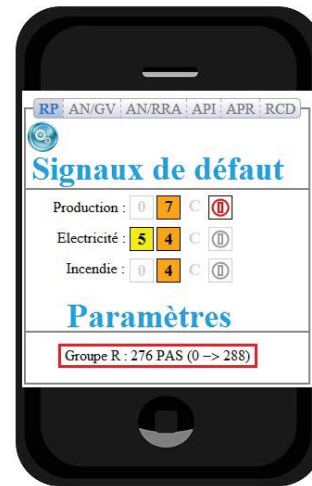 RP AN/GV AN/RRA API APR RCD
Signaux de défaut
Production : 0 7 C
Electricité : 5 4 C
Incendie : 0 4 C
Paramètres
Groupe R : 276 PAS (0 –> 288)